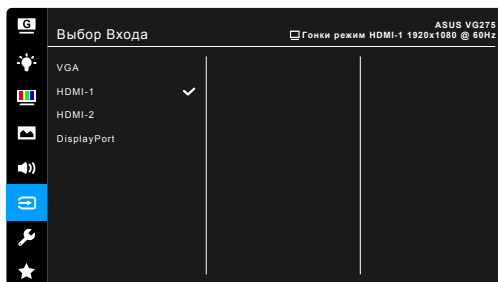 G
ASUS VG275
Выбор Входа
Гонки режим HDMI-1 1920x1080 @ 60Hz
VGA
HDMI-1
HDMI-2
DisplayPort